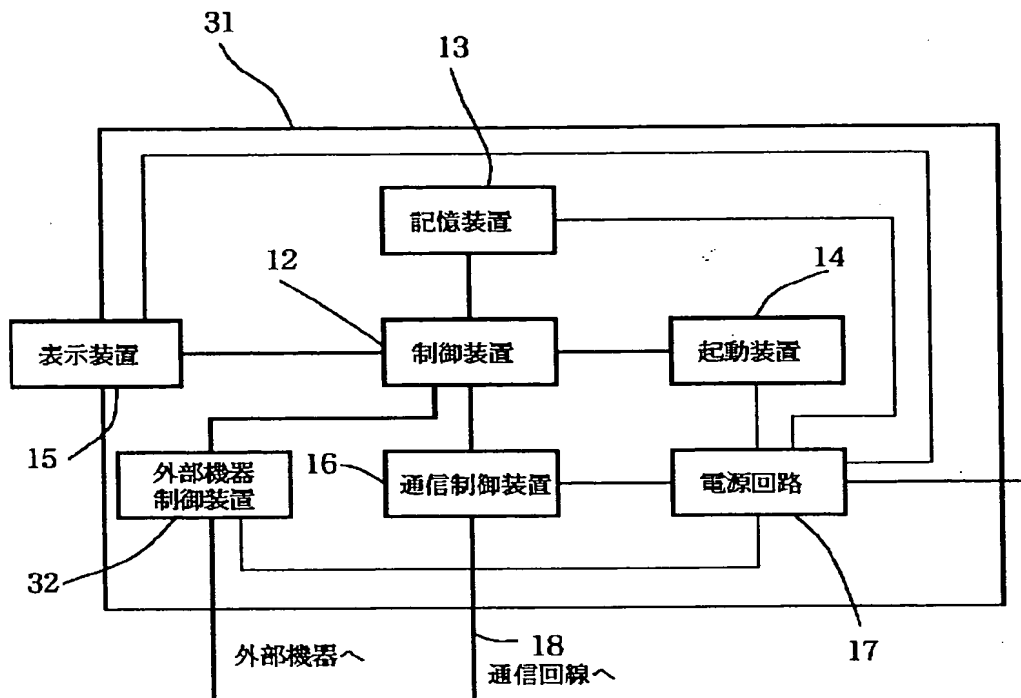 31
13
記憶装置
12
14
表示装置
制御装置
起動装置
15
外部機器
制御装置
16
通信制御装置
電源回路
32
外部機器へ
18
通信回線へ
17